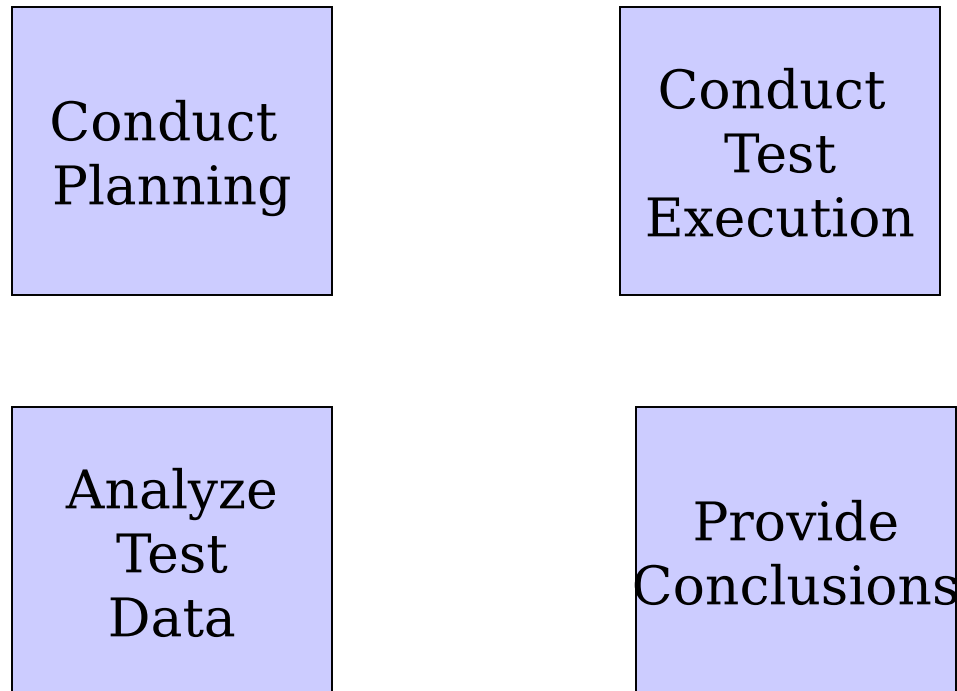 Conduct
Planning
Conduct
Test
Execution
Analyze
Test
Data
Provide
Conclusions